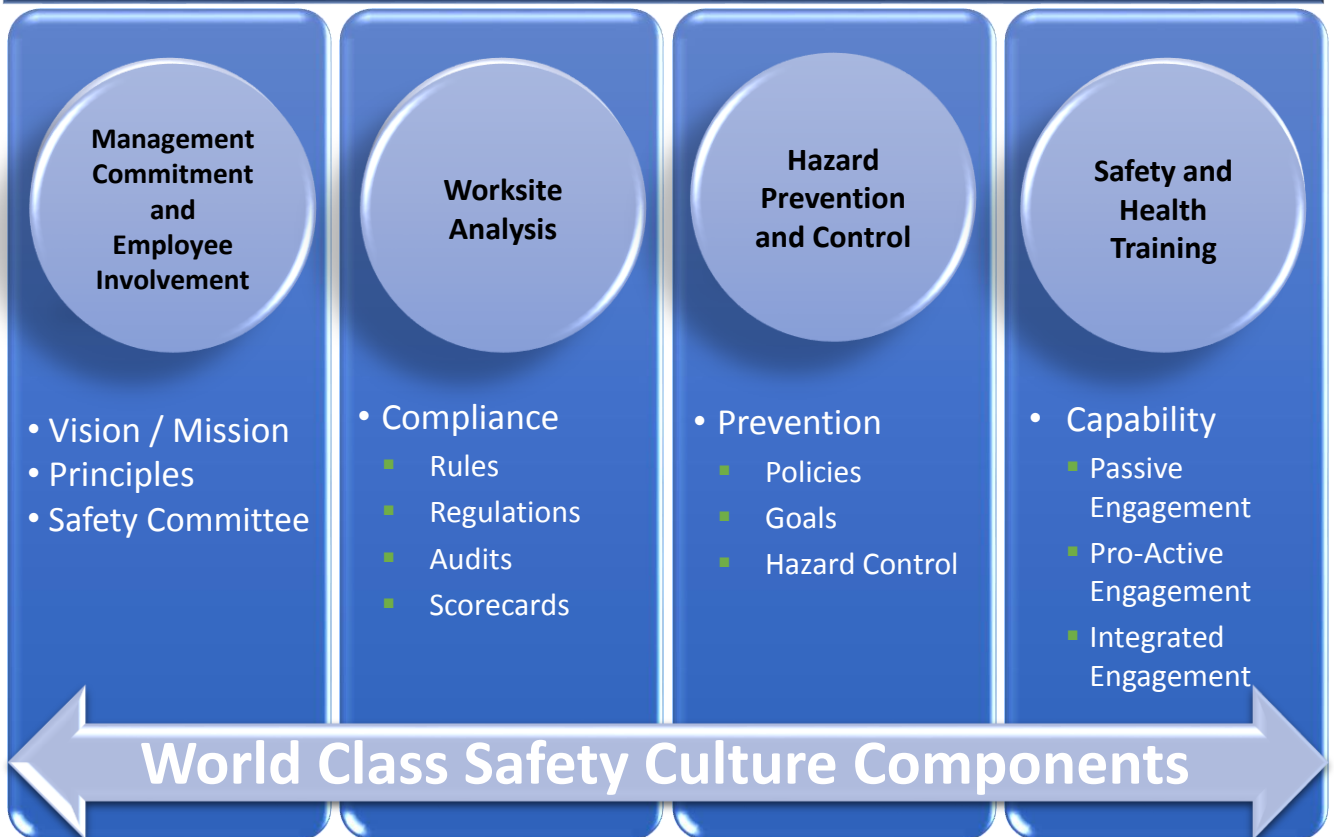 Management
Commitment
and
Employee
Involvement
• Vision / Mission
• Principles
• Safety Committee
Worksite
Analysis
• Compliance
▪ Rules
▪ Regulations
▪ Audits
▪ Scorecards
Hazard
Prevention
and Control
• Prevention
▪ Policies
▪ Goals
▪ Hazard Control
Safety and
Health
Training
• Capability
▪ Passive
Engagement
▪ Pro-Active
Engagement
▪ Integrated
Engagement
World Class Safety Culture Components